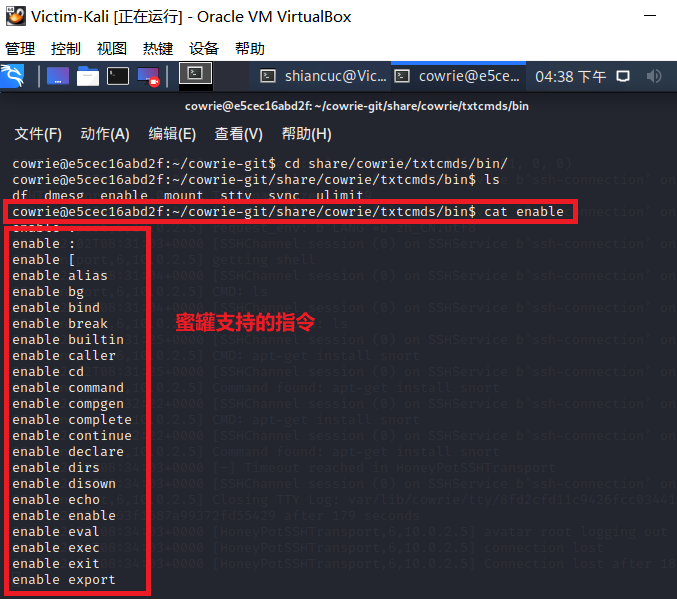 Victim-Kali [正在运行] - Oracle VM VirtualBox
管理 控制 视图 热键 设备 帮助
shiancuc@Vic... cowrie@e5ce... 04:38 下午
cowrie@e5cec16abd2f: ~/cowrie-git/share/cowrie/txtcmds/bin
文件(F) 动作(A) 编辑(E) 查看(V) 帮助(H)
cowrie@e5cec16abd2f:~/cowrie-git$ cd share/cowrie/txtcmds/bin/
cowrie@e5cec16abd2f:~/cowrie-git/share/cowrie/txtcmds/bin$ ls
df dmesg enable mount stty sync ulimit
cowrie@e5cec16abd2f:~/cowrie-git/share/cowrie/txtcmds/bin$ cat enable
enable .
enable :
enable [
enable alias
enable bg
enable bind
enable break
蜜罐支持的指令
enable builtin
enable caller
enable cd
enable command
enable compgen
enable complete
enable continue
enable declare
enable dirs
enable disown
enable echo
enable enable
enable eval
enable exec
enable exit
enable export